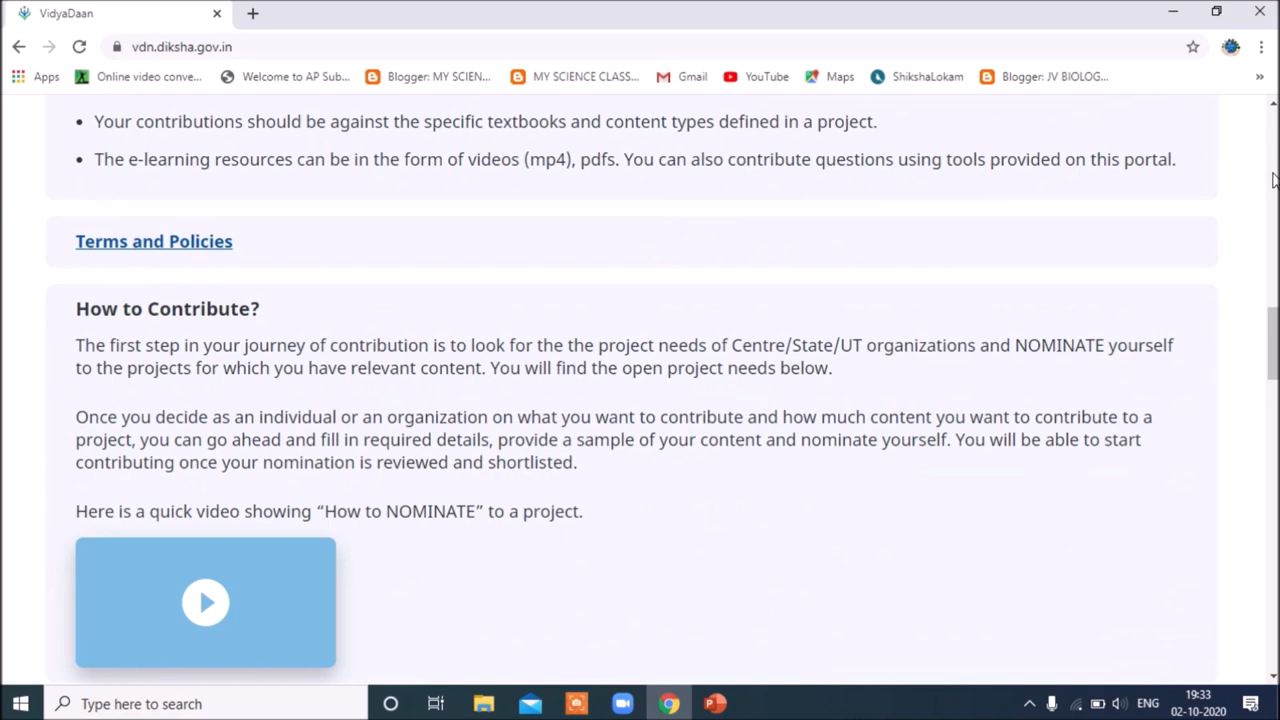 VidyaDaan
vdn.diksha.gov.in
Apps
Online video conve...
Welcome to AP Sub...
Blogger: MY SCIEN...
MY SCIENCE CLASS...
Gmail
YouTube
Maps
ShikshaLokam
Blogger: JV BIOLOG...
• Your contributions should be against the specific textbooks and content types defined in a project.
• The e-learning resources can be in the form of videos (mp4), pdfs. You can also contribute questions using tools provided on this portal.
Terms and Policies
How to Contribute?
The first step in your journey of contribution is to look for the the project needs of Centre/State/UT organizations and NOMINATE yourself
to the projects for which you have relevant content. You will find the open project needs below.
Once you decide as an individual or an organization on what you want to contribute and how much content you want to contribute to a
project, you can go ahead and fill in required details, provide a sample of your content and nominate yourself. You will be able to start
contributing once your nomination is reviewed and shortlisted.
Here is a quick video showing “How to NOMINATE” to a project.
Type here to search
ENG
19:33
02-10-2020